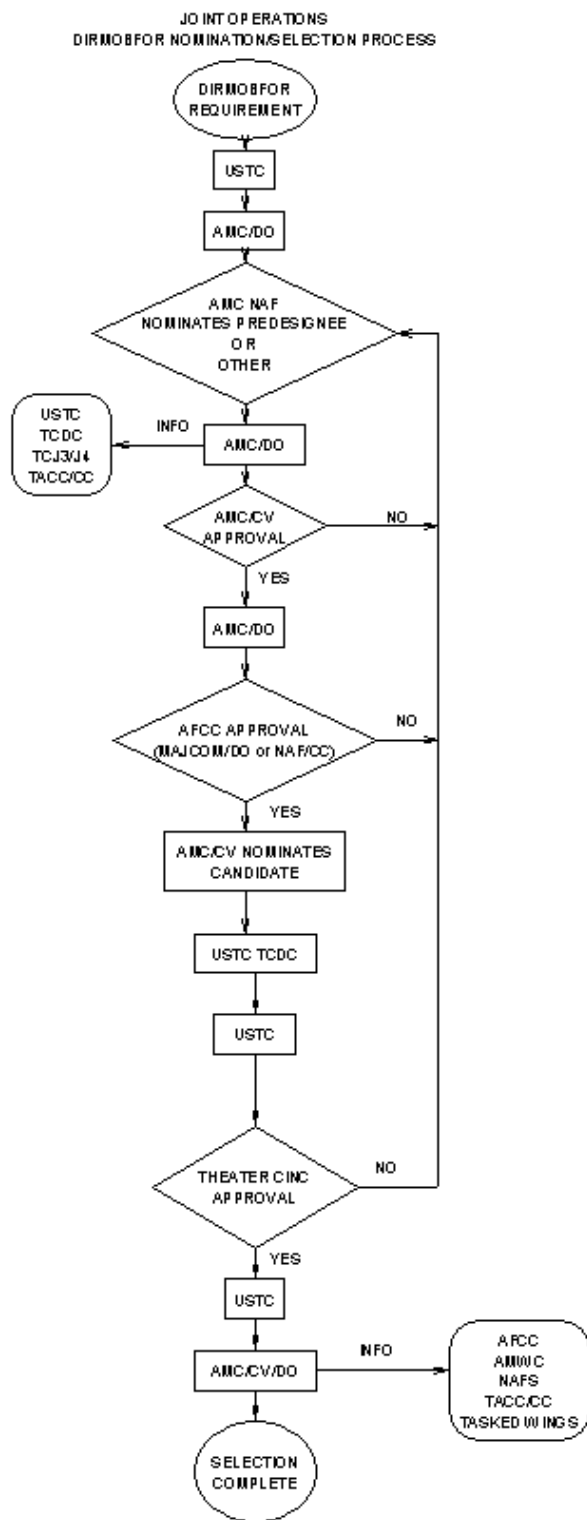 JOINT OPERATIONS
DIRMOBFOR NOMINATION/SELECTION PROCESS
DIRMOBFOR
REQUIREMENT
USTC
AMC/DO
AMC NAF
NOMINATES PREDESIGNEE
OR
OTHER
USTC
TCDC
TCJ3/J4
TACC/CC
INFO
AMC/DO
AMC/CV
APPROVAL
NO
YES
AMC/DO
AFCC APPROVAL
(MAJCOM/DO or NAF/CC)
NO
YES
AMC/CV NOMINATES
CANDIDATE
USTC TCDC
USTC
THEATER CINC
APPROVAL
NO
YES
USTC
AMC/CV/DO
INFO
AFCC
AMWC
NAFS
TACC/CC
TASKED WINGS
SELECTION
COMPLETE